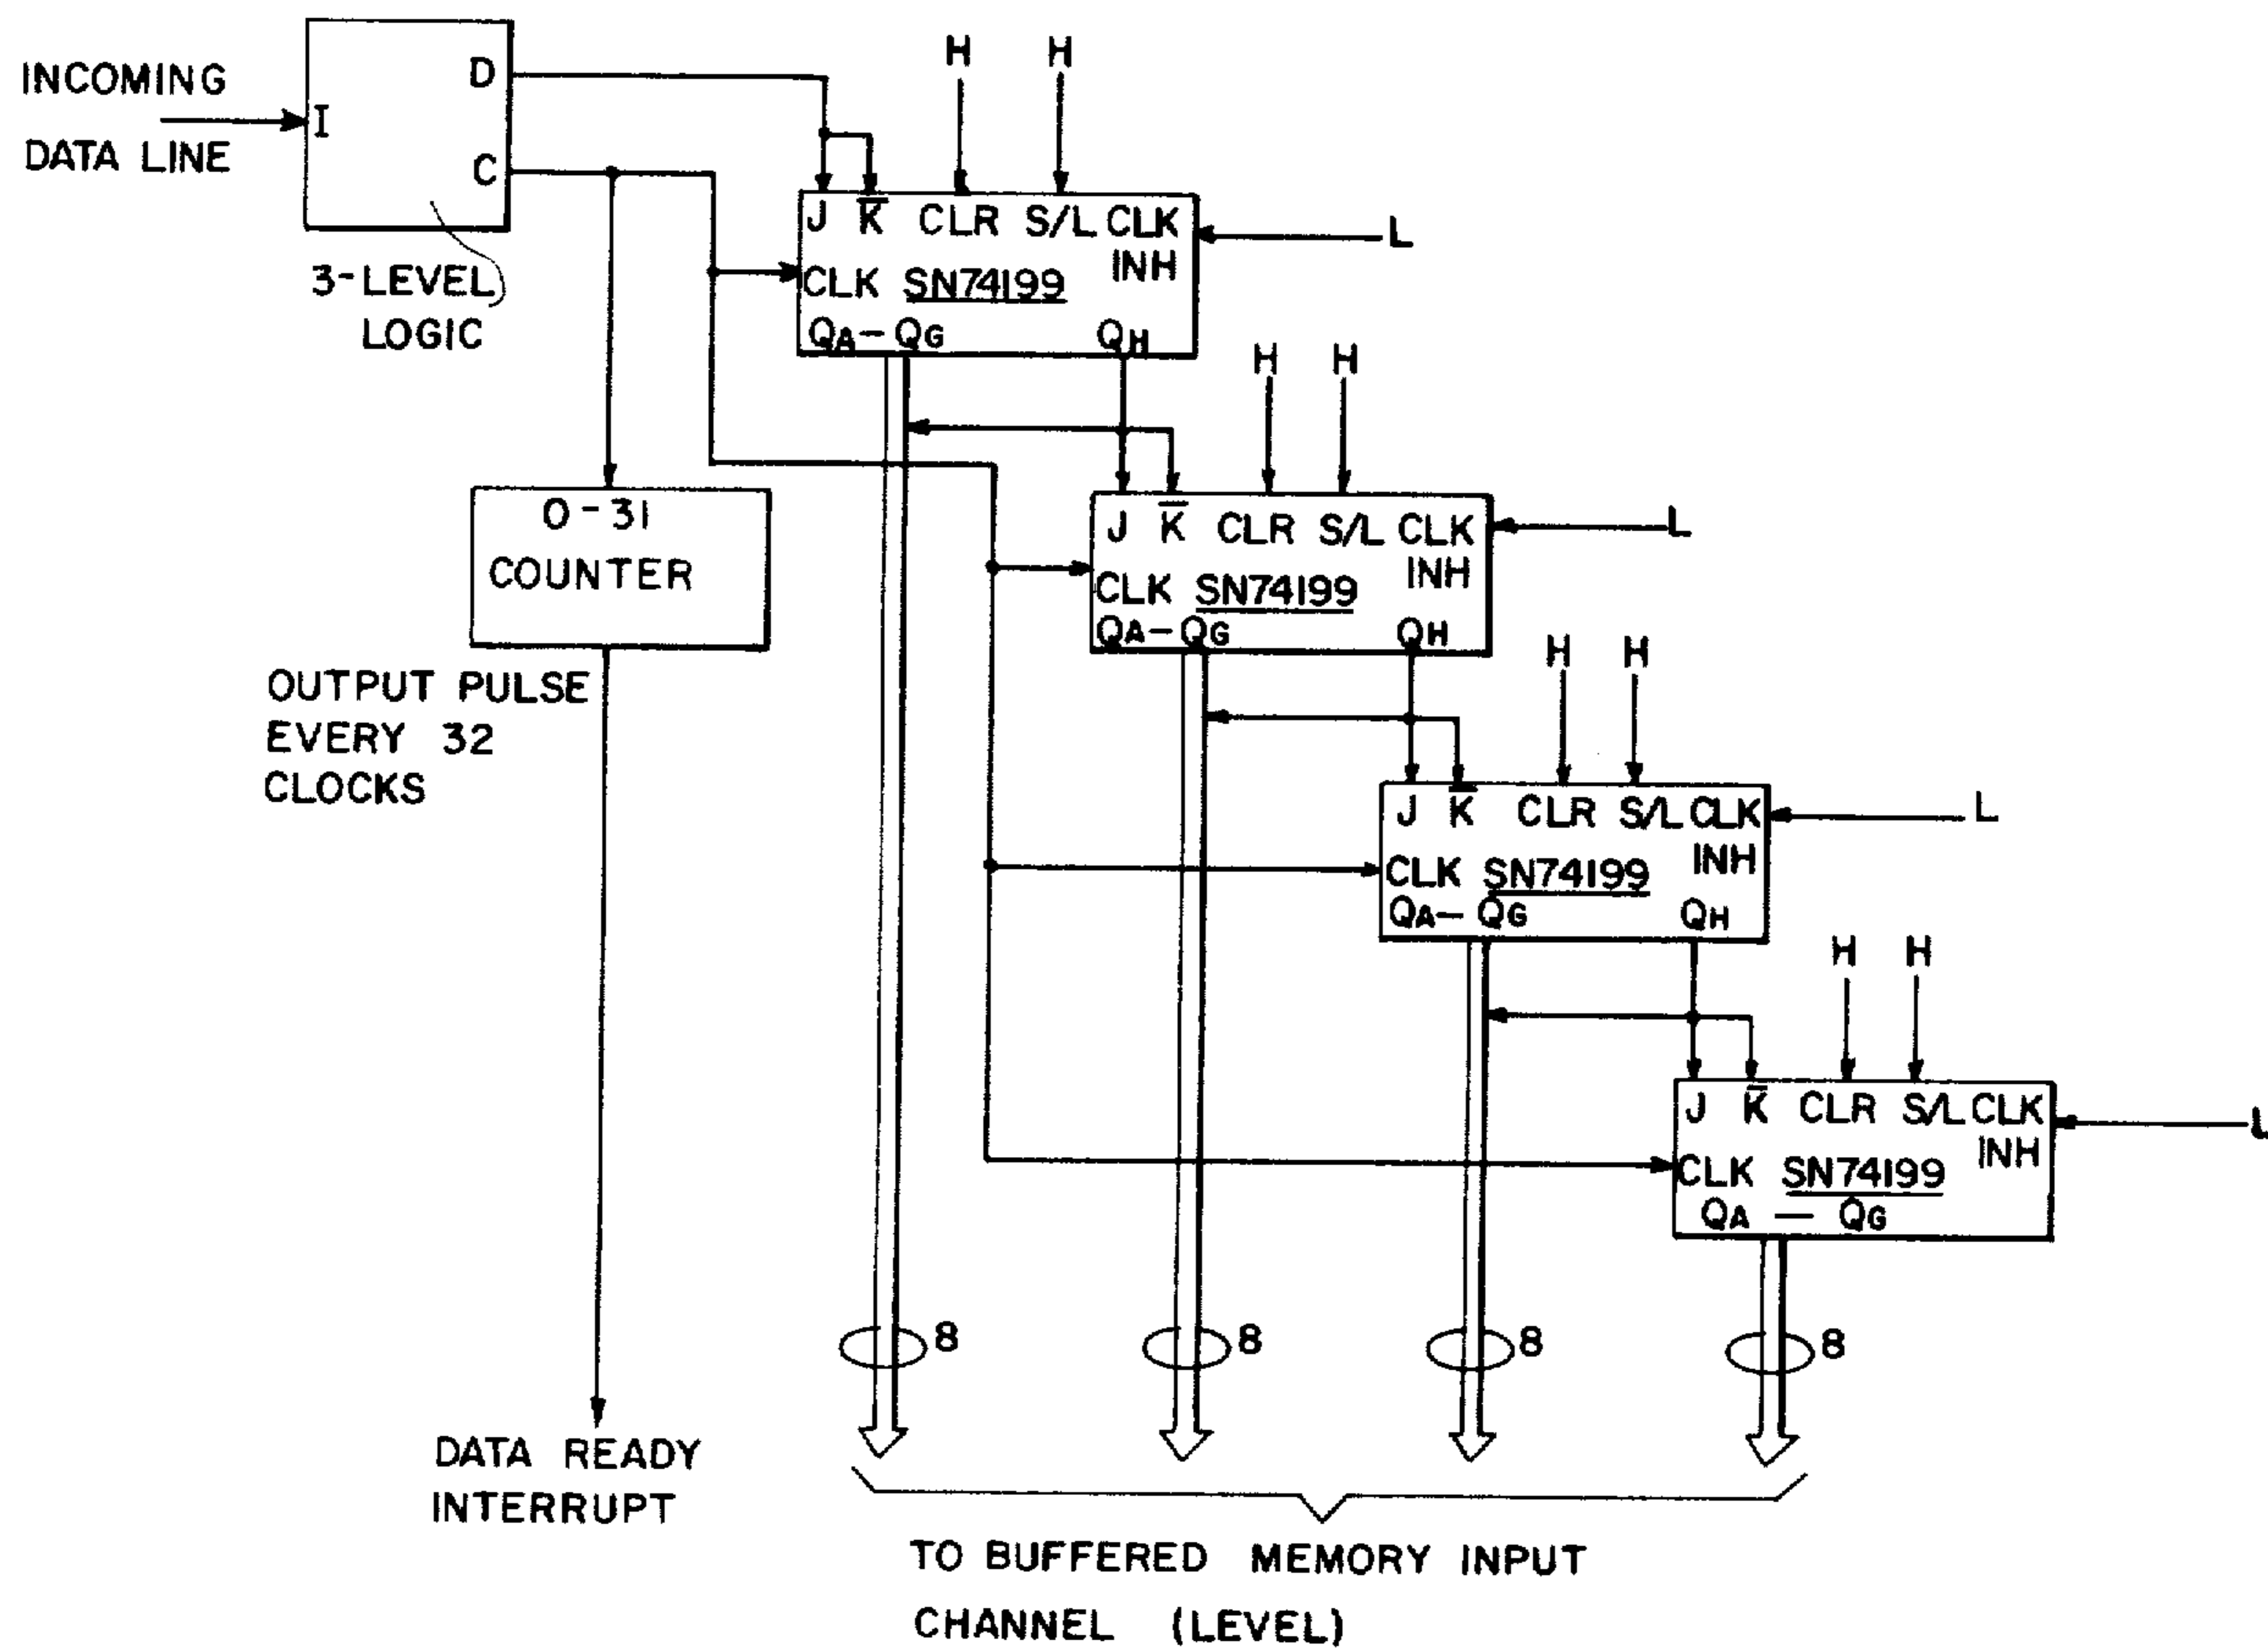 INCOMING
DATA LINE
I
D
C
3-LEVEL
LOGIC
H H
J K̅ CLR S/L CLK
INH
L
CLK SN74199
QA-QG QH
H H
0-31
COUNTER
J K̅ CLR S/L CLK
INH
L
CLK SN74199
QA-QG QH
OUTPUT PULSE
EVERY 32
CLOCKS
H H
J K̅ CLR S/L CLK
INH
L
CLK SN74199
QA-QG QH
H H
J K̅ CLR S/L CLK
INH
L
CLK SN74199
QA-QG
8 8 8 8
DATA READY
INTERRUPT
TO BUFFERED MEMORY INPUT
CHANNEL (LEVEL)